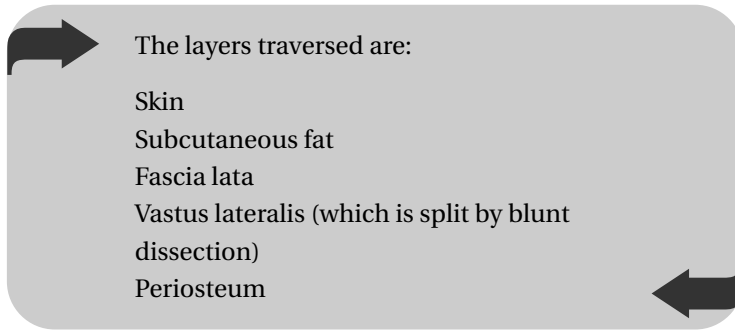 The layers traversed are:
Skin
Subcutaneous fat
Fascia lata
Vastus lateralis (which is split by blunt
dissection)
Periosteum